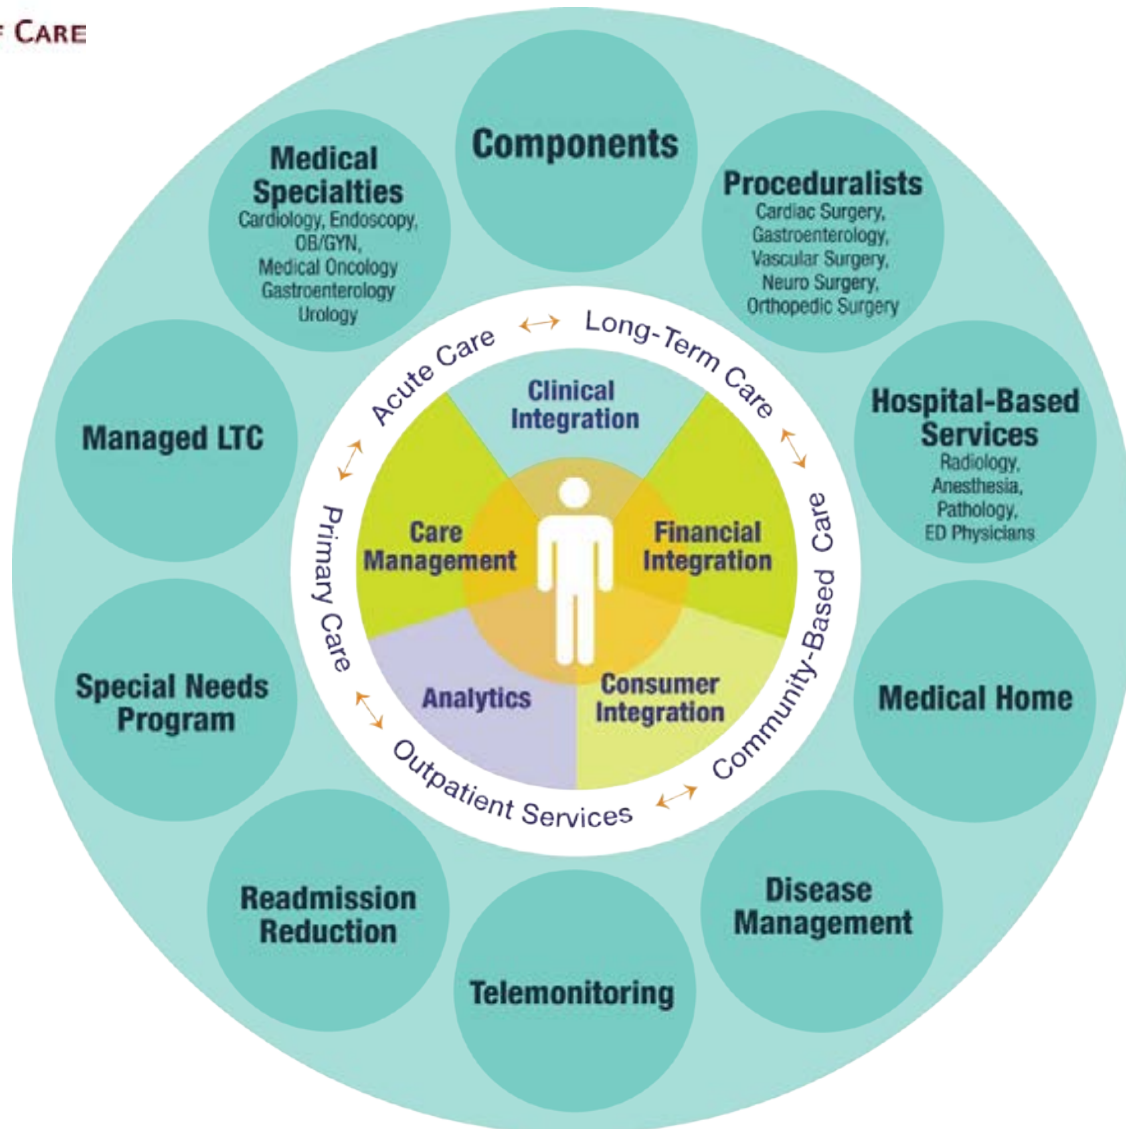 CARE
Components
Medical
Specialties
Cardiology, Endoscopy,
OB/GYN,
Medical Oncology
Gastroenterology
Urology
Proceduralists
Cardiac Surgery,
Gastroenterology,
Vascular Surgery,
Neuro Surgery,
Orthopedic Surgery
Hospital-Based
Services
Radiology,
Anesthesia,
Pathology,
ED Physicians
Medical Home
Disease
Management
Telemonitoring
Readmission
Reduction
Special Needs
Program
Managed LTC
Acute Care
Long-Term Care
Community-Based Care
Outpatient Services
Primary Care
Clinical
Integration
Financial
Integration
Consumer
Integration
Analytics
Care
Management